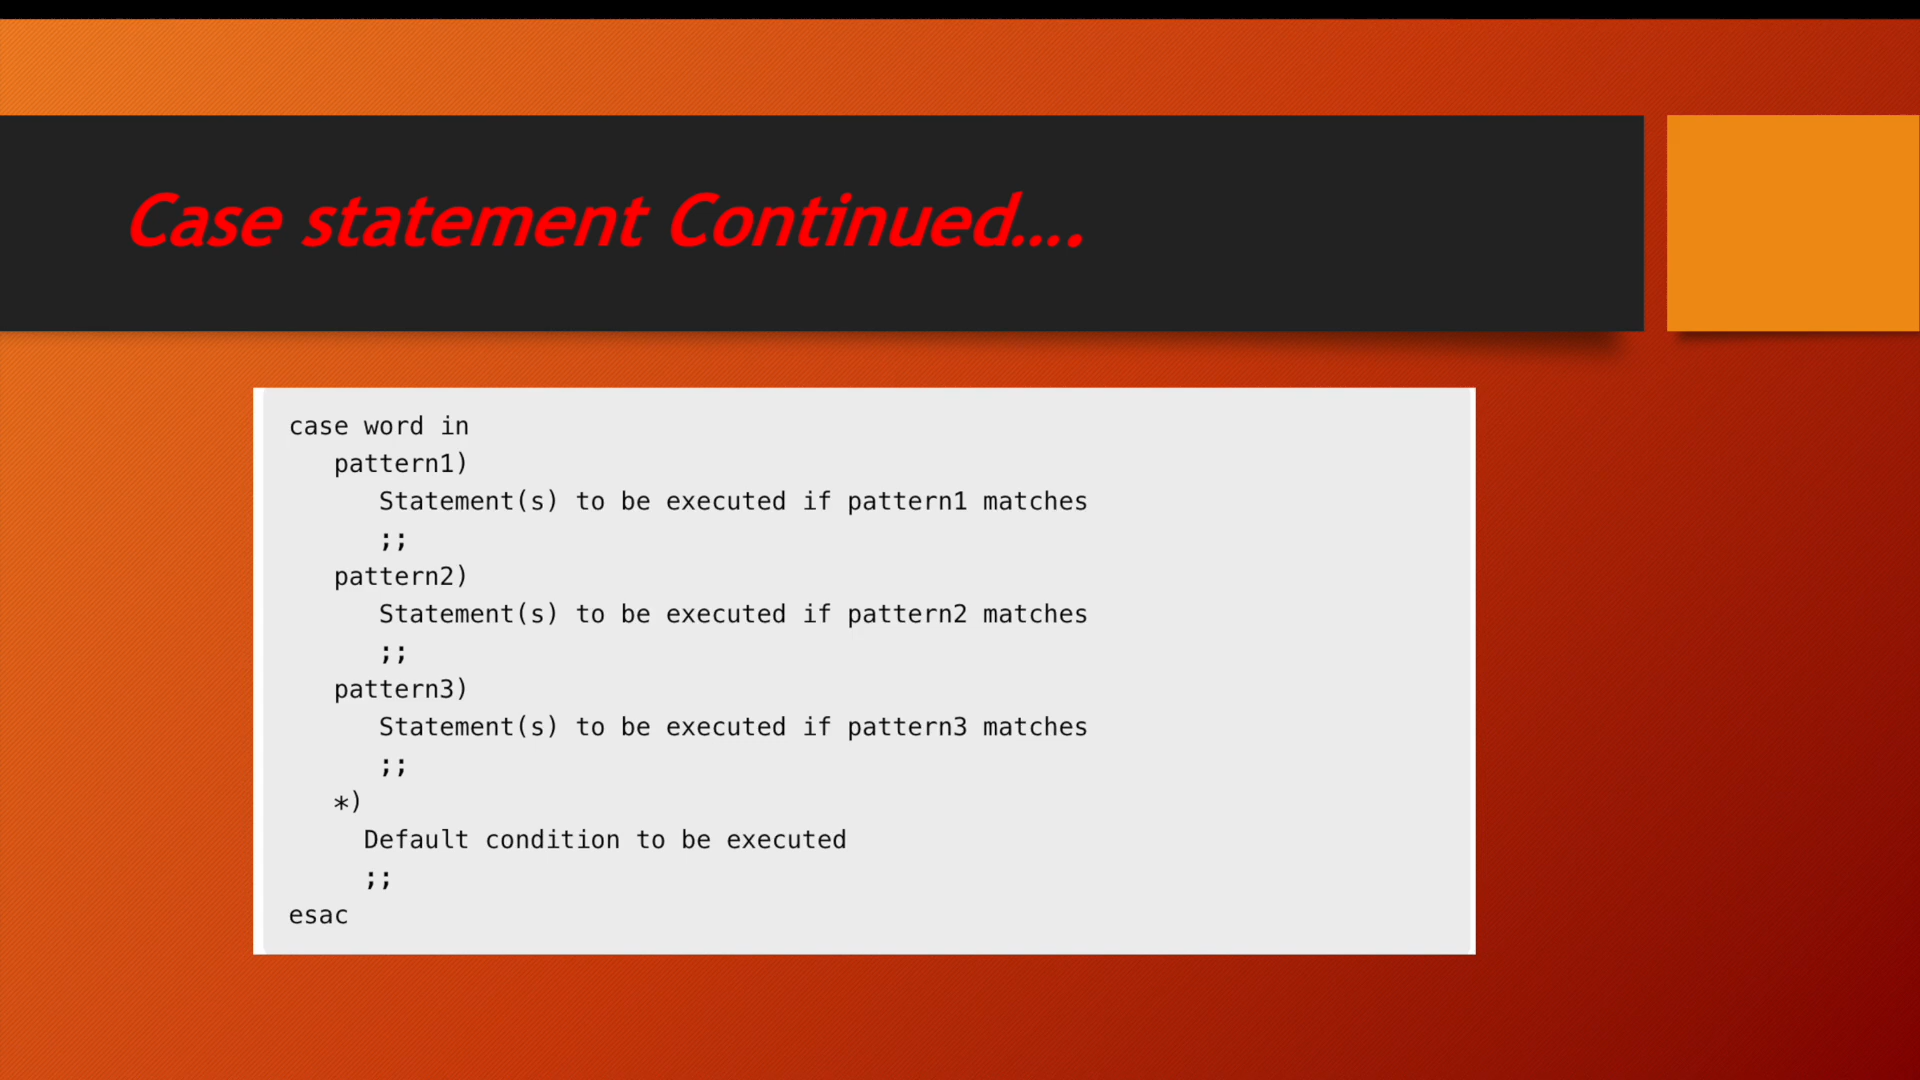 Case statement Continued....
case word in
pattern1)
Statement(s) to be executed if pattern1 matches
;;
pattern2)
Statement(s) to be executed if pattern2 matches
;;
pattern3)
Statement(s) to be executed if pattern3 matches
;;
*)
Default condition to be executed
;;
esac